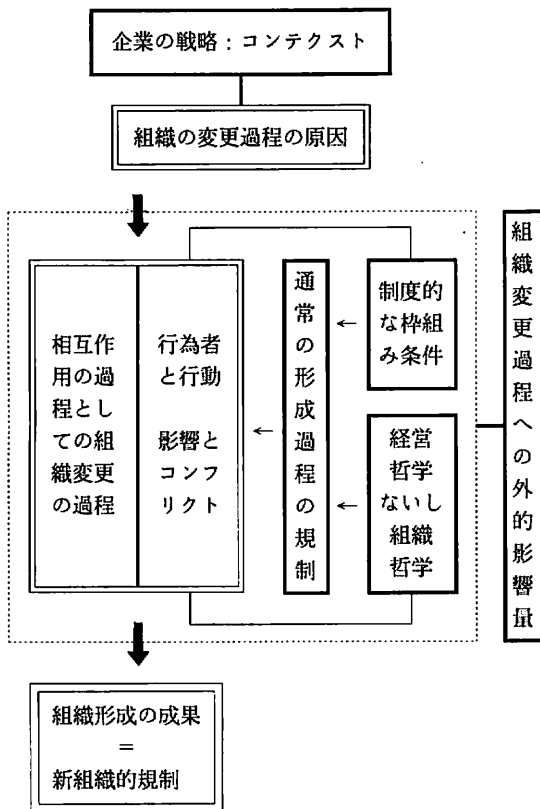 企業の戦略：コンテクスト
組織の変更過程の原因
相互作
用の過
程とし
ての組
織変更
の過程
行為者
と行動
影響と
コンフ
リクト
通常の形成過程の規制
制度的
な枠組
み条件
経営
哲学
ないし
組織
哲学
組織変更過程への外的影響量
組織形成の成果
＝
新組織的規制